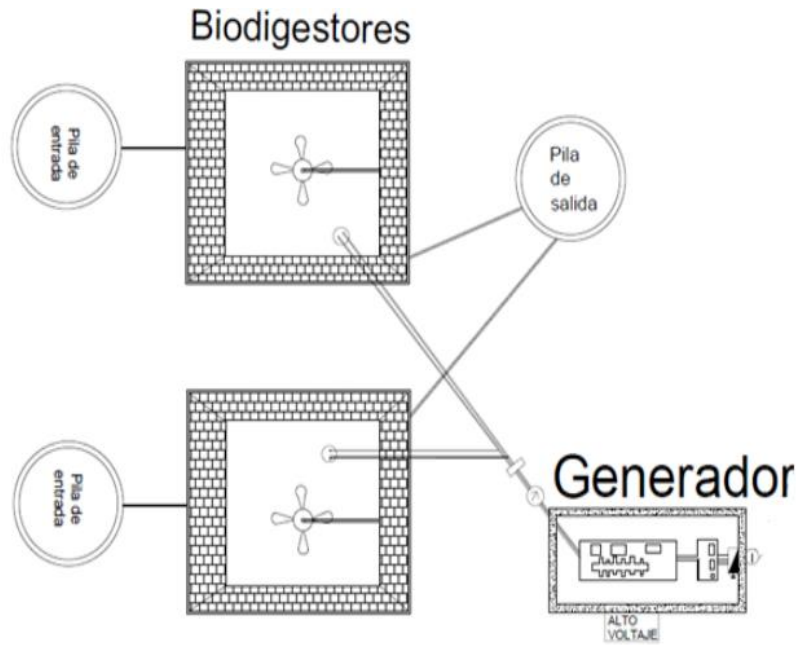 Biodigestores
Pila de
entrada
Pila
de
salida
Pila de
entrada
Generador
ALTO
VOLTAJE